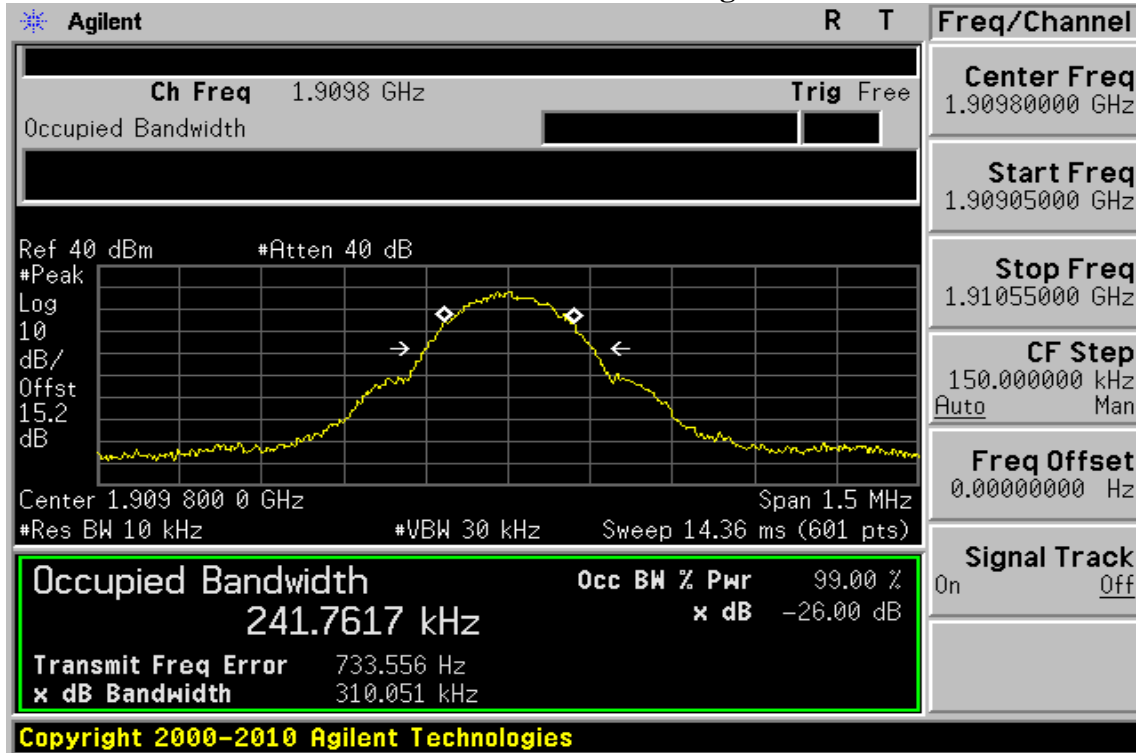 Agilent R T
Ch Freq 1.9098 GHz Trig Free
Occupied Bandwidth
Ref 40 dBm #Atten 40 dB
#Peak
Log
10
dB/
Offst
15.2
dB
Center 1.909 800 0 GHz Span 1.5 MHz
#Res BW 10 kHz #VBW 30 kHz Sweep 14.36 ms (601 pts)
Occupied Bandwidth Occ BW % Pwr 99.00 %
241.7617 kHz x dB -26.00 dB
Transmit Freq Error 733.556 Hz
x dB Bandwidth 310.051 kHz
Copyright 2000-2010 Agilent Technologies
Freq/Channel
Center Freq
1.90980000 GHz
Start Freq
1.90905000 GHz
Stop Freq
1.91055000 GHz
CF Step
150.000000 kHz
Auto Man
Freq Offset
0.00000000 Hz
Signal Track
On Off